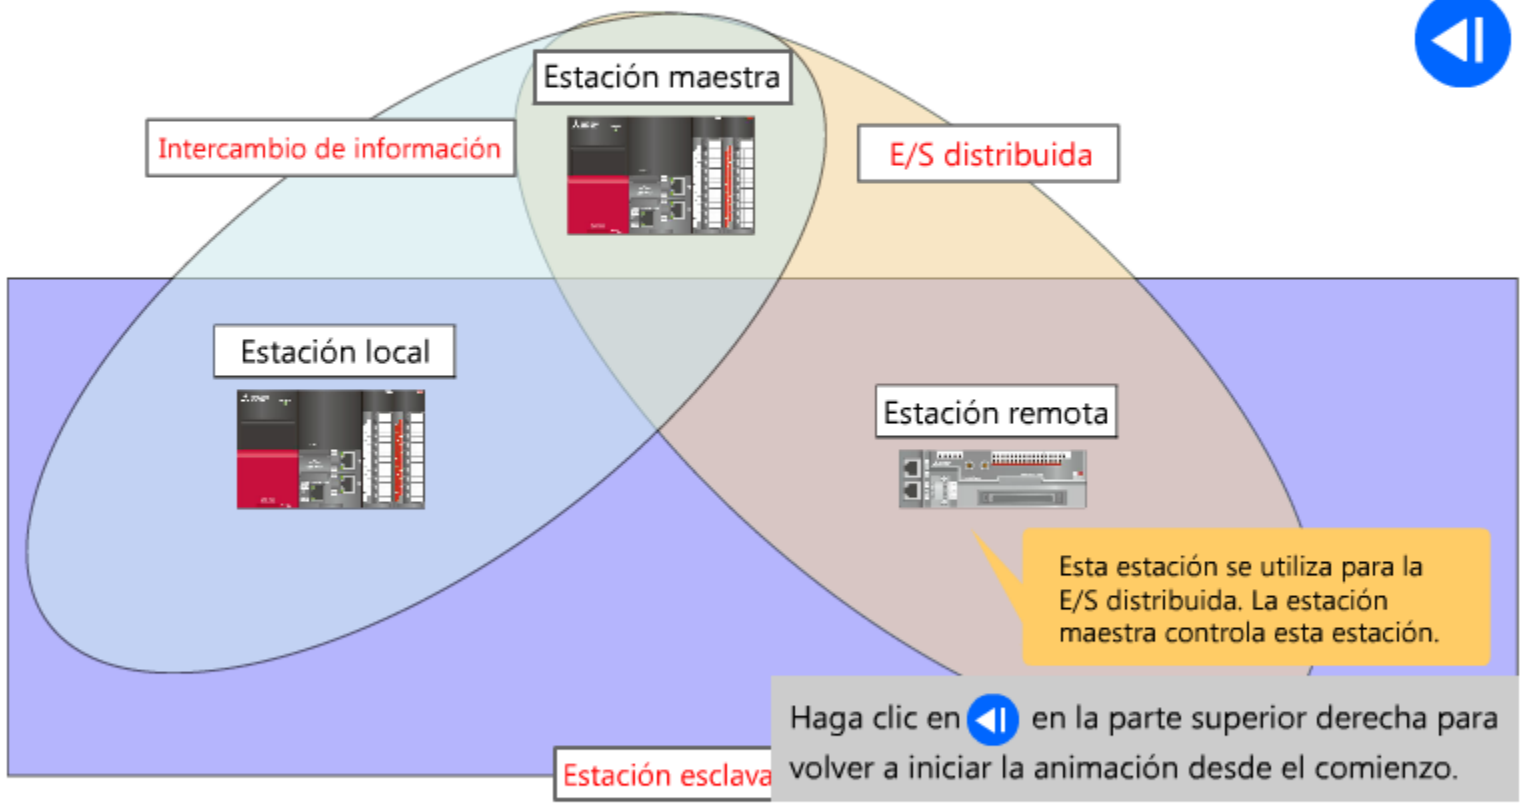 Estación maestra
Intercambio de información
E/S distribuida
Estación local
Estación remota
Esta estación se utiliza para la
E/S distribuida. La estación
maestra controla esta estación.
Haga clic en en la parte superior derecha para
volver a iniciar la animación desde el comienzo.
Estación esclava